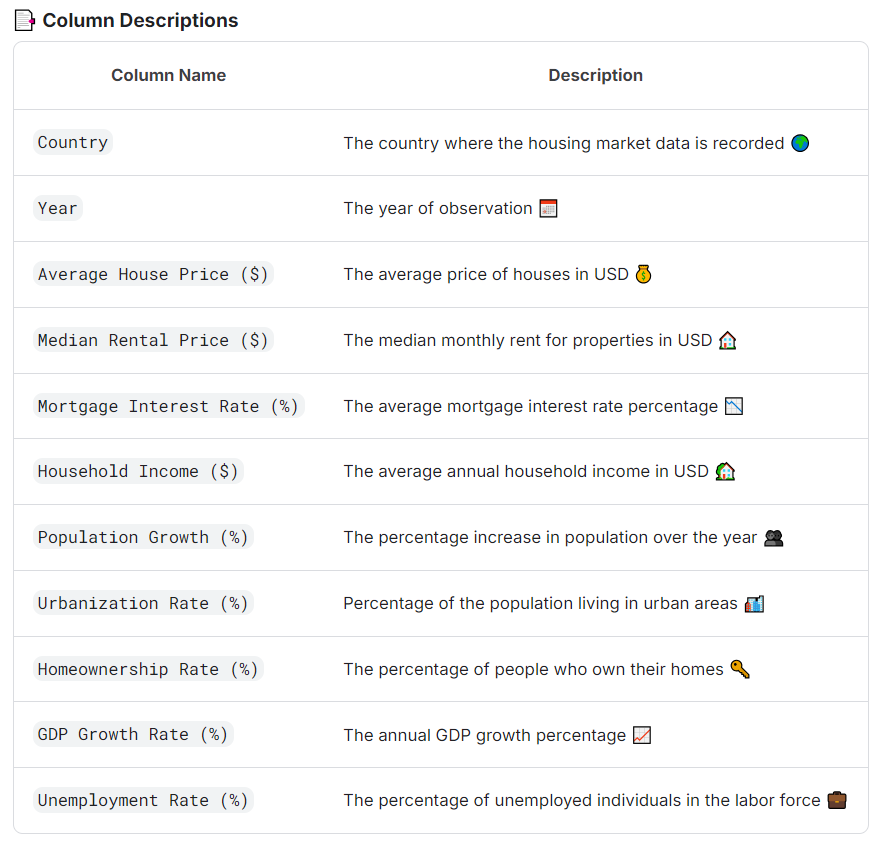 Column Descriptions
Column Name Description
Country The country where the housing market data is recorded
Year The year of observation
Average House Price ($) The average price of houses in USD
Median Rental Price ($) The median monthly rent for properties in USD
Mortgage Interest Rate (%) The average mortgage interest rate percentage
Household Income ($) The average annual household income in USD
Population Growth (%) The percentage increase in population over the year
Urbanization Rate (%) Percentage of the population living in urban areas
Homeownership Rate (%) The percentage of people who own their homes
GDP Growth Rate (%) The annual GDP growth percentage
Unemployment Rate (%) The percentage of unemployed individuals in the labor force